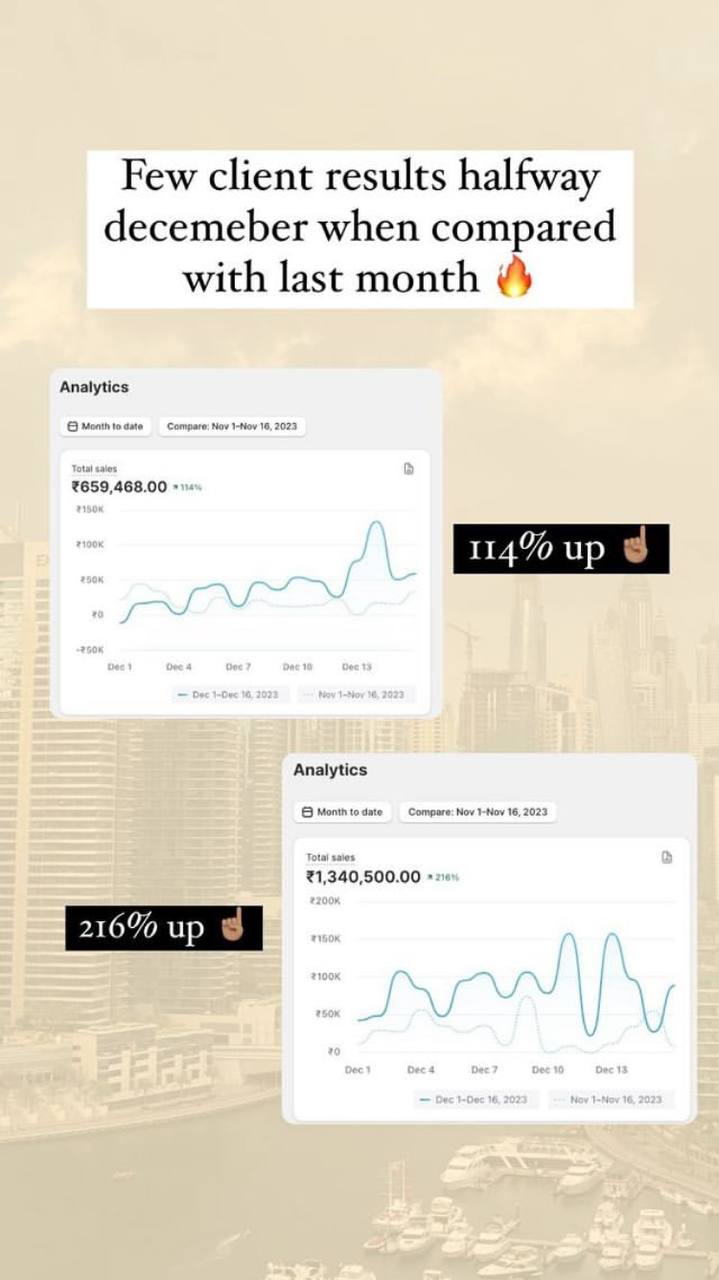 Few client results halfway
decemeber when compared
with last month 🔥
Analytics
Month to date
Compare: Nov 1–Nov 16, 2023
Total sales
₹659,468.00 114%
₹150K
₹100K
₹50K
₹0
-₹50K
Dec 1 Dec 4 Dec 7 Dec 10 Dec 13
Dec 1–Dec 16, 2023
Nov 1–Nov 16, 2023
114% up ☝🏽
Analytics
Month to date
Compare: Nov 1–Nov 16, 2023
Total sales
₹1,340,500.00 216%
₹200K
₹150K
₹100K
₹50K
₹0
Dec 1 Dec 4 Dec 7 Dec 10 Dec 13
Dec 1–Dec 16, 2023
Nov 1–Nov 16, 2023
216% up ☝🏽